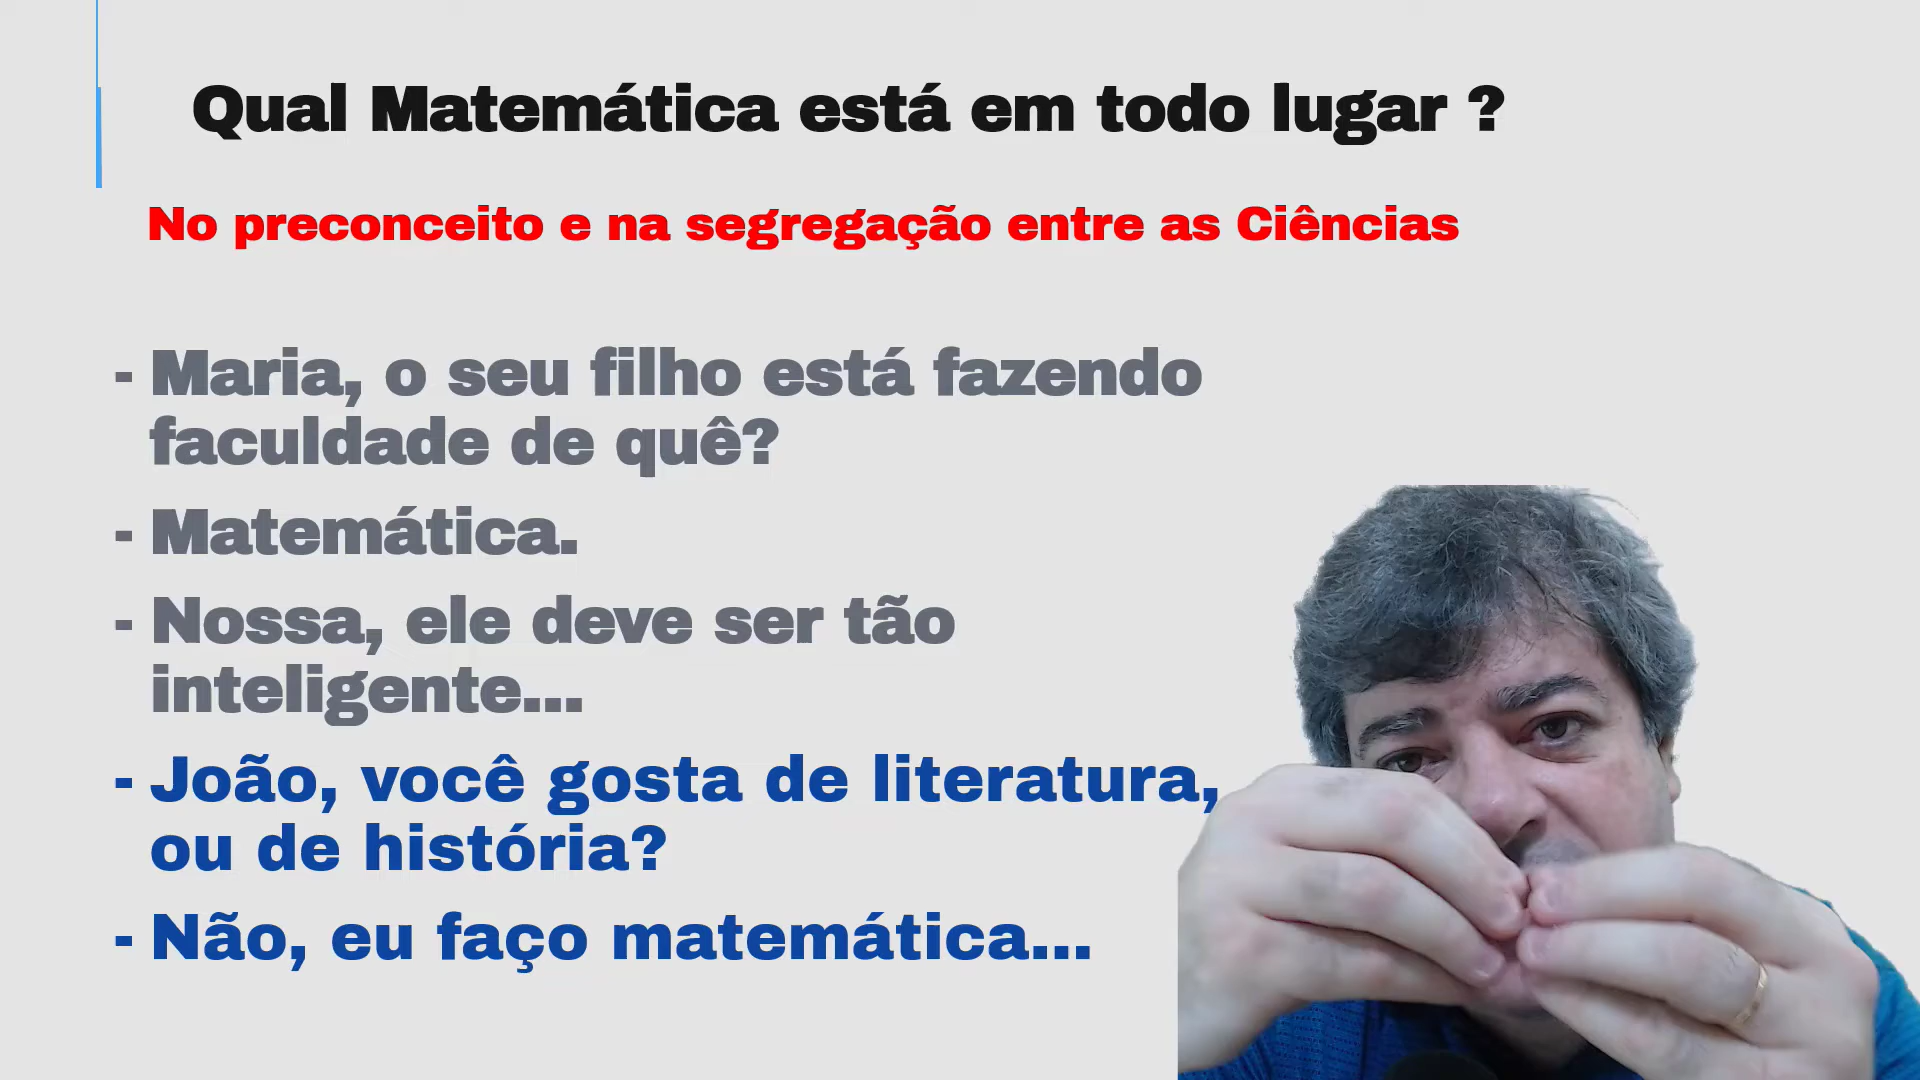 Qual Matemática está em todo lugar ?
No preconceito e na segregação entre as Ciências
- Maria, o seu filho está fazendo
faculdade de quê?
- Matemática.
- Nossa, ele deve ser tão
inteligente...
- João, você gosta de literatura,
ou de história?
- Não, eu faço matemática...